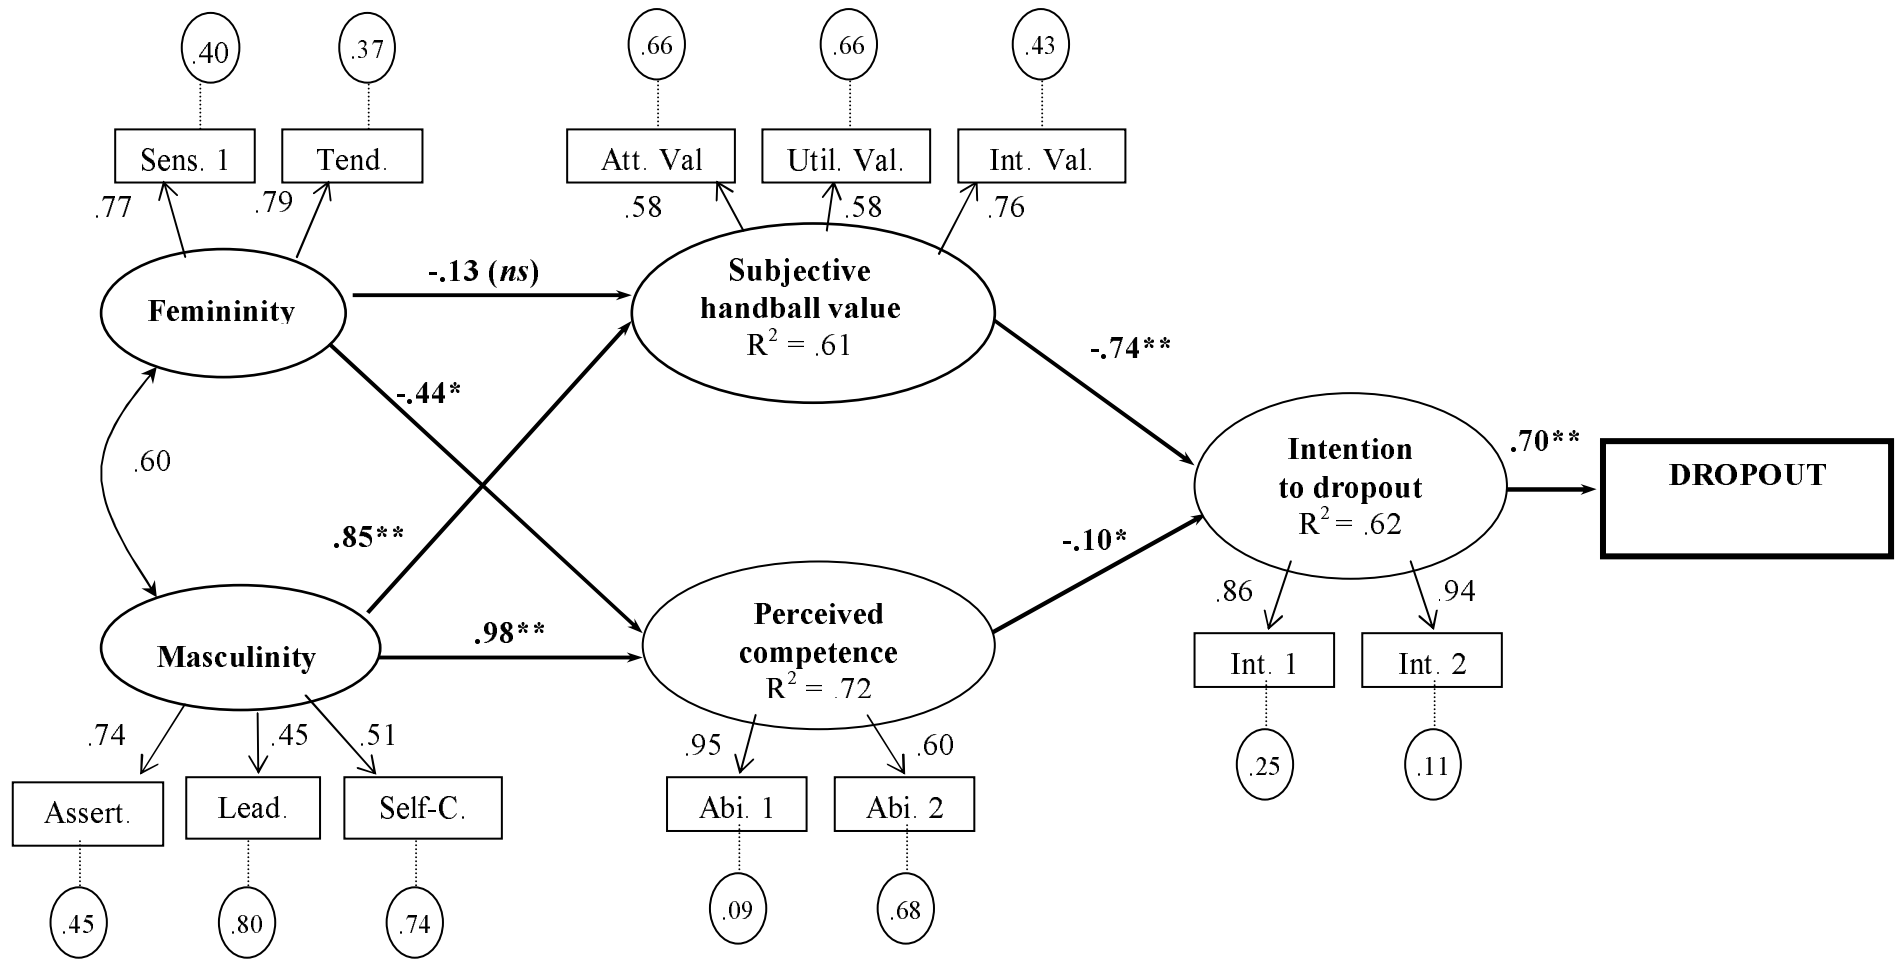 .40
.37
.66
.66
.43
Sens. 1
Tend.
Att. Val
Util. Val.
Int. Val.
.77
.79
.58
.58
.76
Femininity
-.13 (ns)
Subjective
handball value
R² = .61
-.74**
-.44*
.60
.85**
Intention
to dropout
R² = .62
.70**
DROPOUT
-.10*
Masculinity
.98**
Perceived
competence
R² = .72
.86
.94
Int. 1
Int. 2
.25
.11
.74
.45
.51
.95
.60
Assert.
Lead.
Self-C.
Abi. 1
Abi. 2
.45
.80
.74
.09
.68